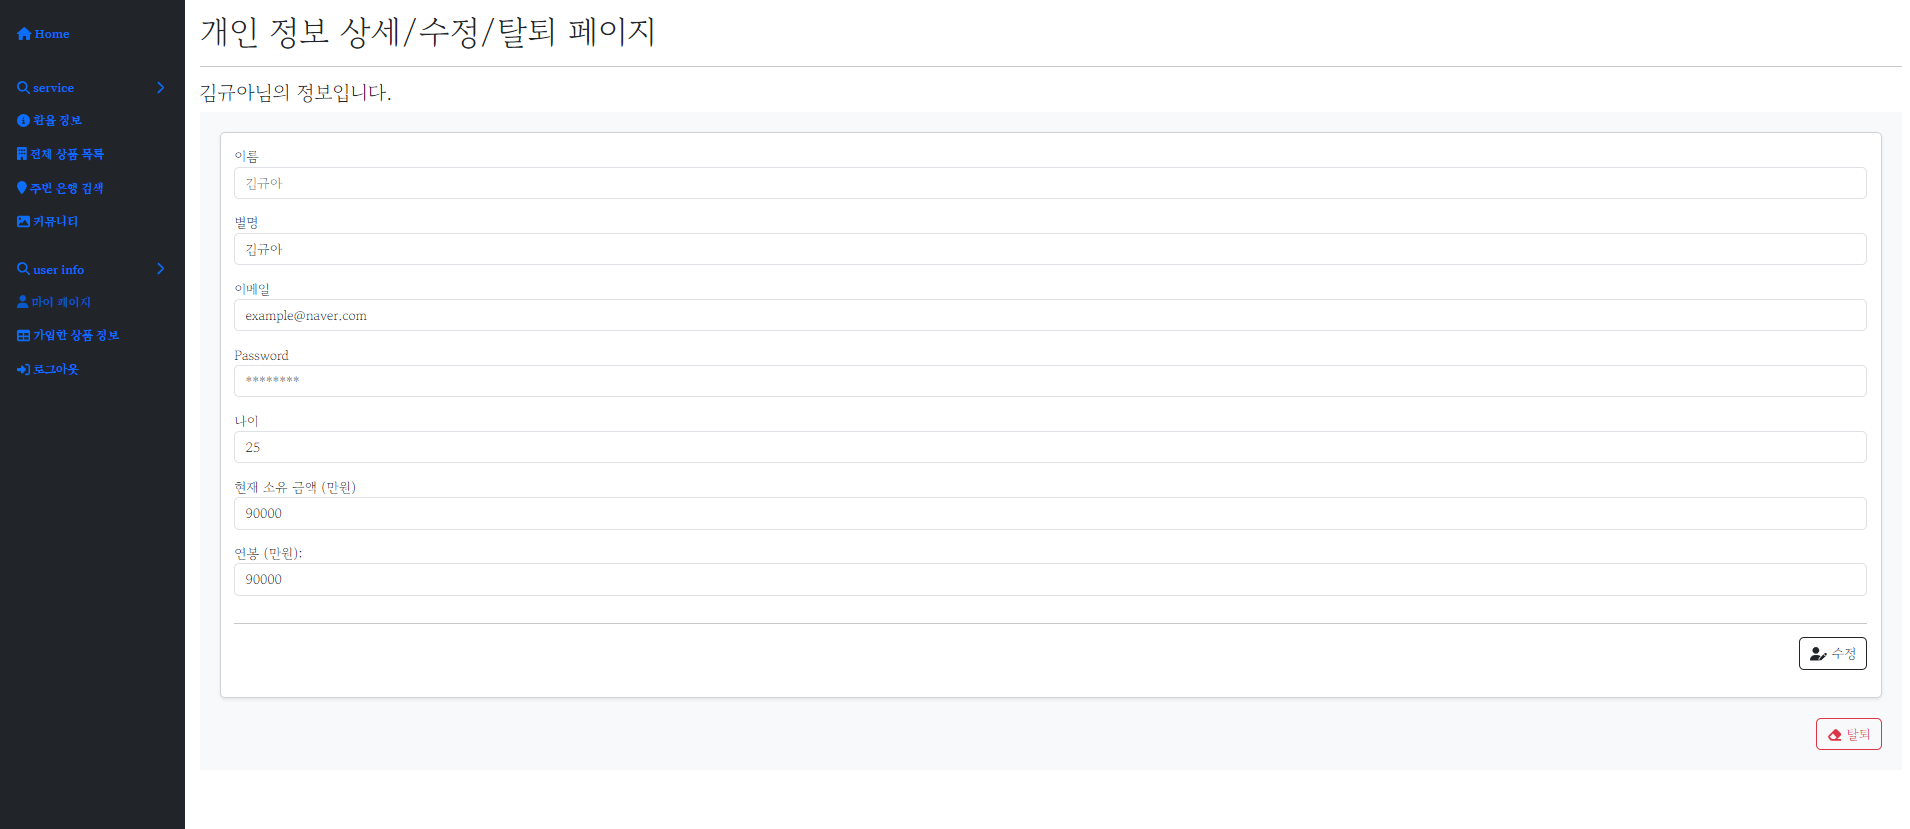 Home
service
환율 정보
전체 상품 목록
주변 은행 검색
커뮤니티
user info
마이 페이지
가입한 상품 정보
로그아웃
개인 정보 상세/수정/탈퇴 페이지
김규아님의 정보입니다.
이름
김규아
별명
김규아
이메일
example@naver.com
Password
********
나이
25
현재 소유 금액 (만원)
90000
연봉 (만원):
90000
수정
탈퇴